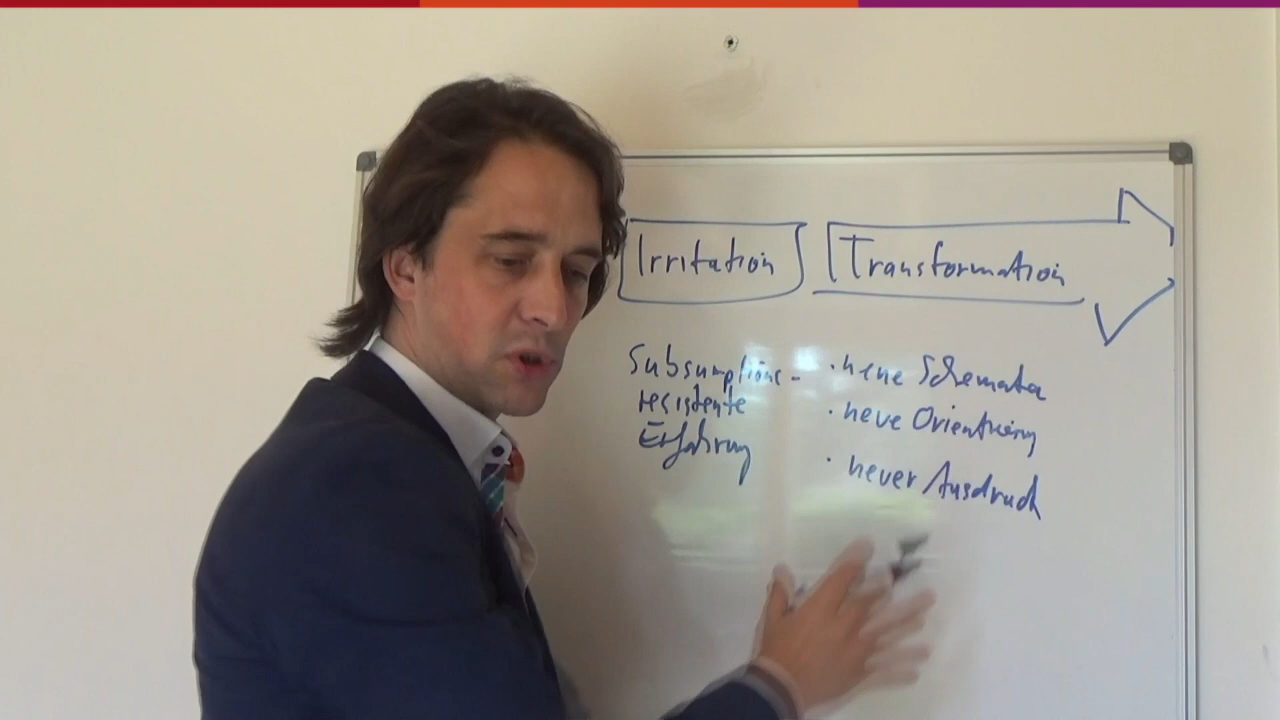 Irritation
Transformation
Subsumptions-
resistente
Erfahrung
· neue Schemata
· neue Orientierung
· neuer Ausdruck